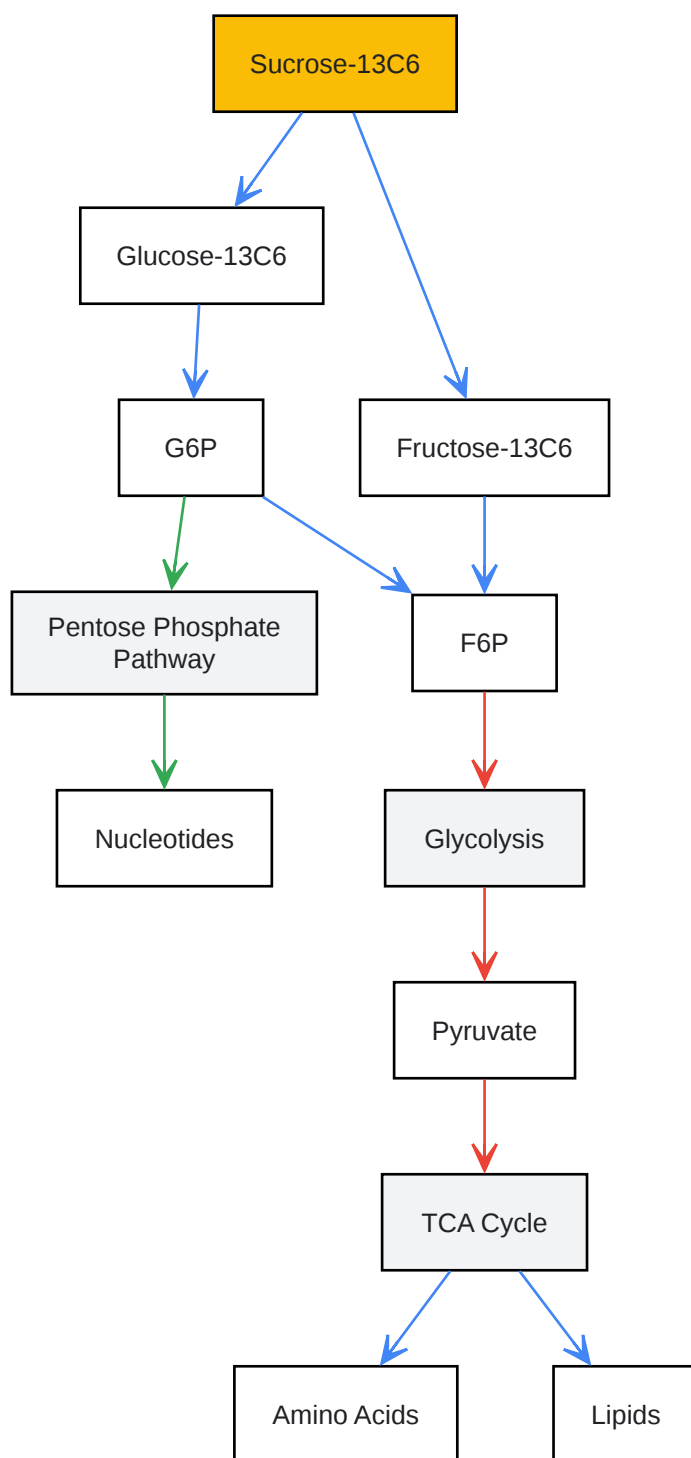 Sucrose-13C6
Glucose-13C6
G6P
Fructose-13C6
Pentose Phosphate
Pathway
F6P
Nucleotides
Glycolysis
Pyruvate
TCA Cycle
Amino Acids
Lipids